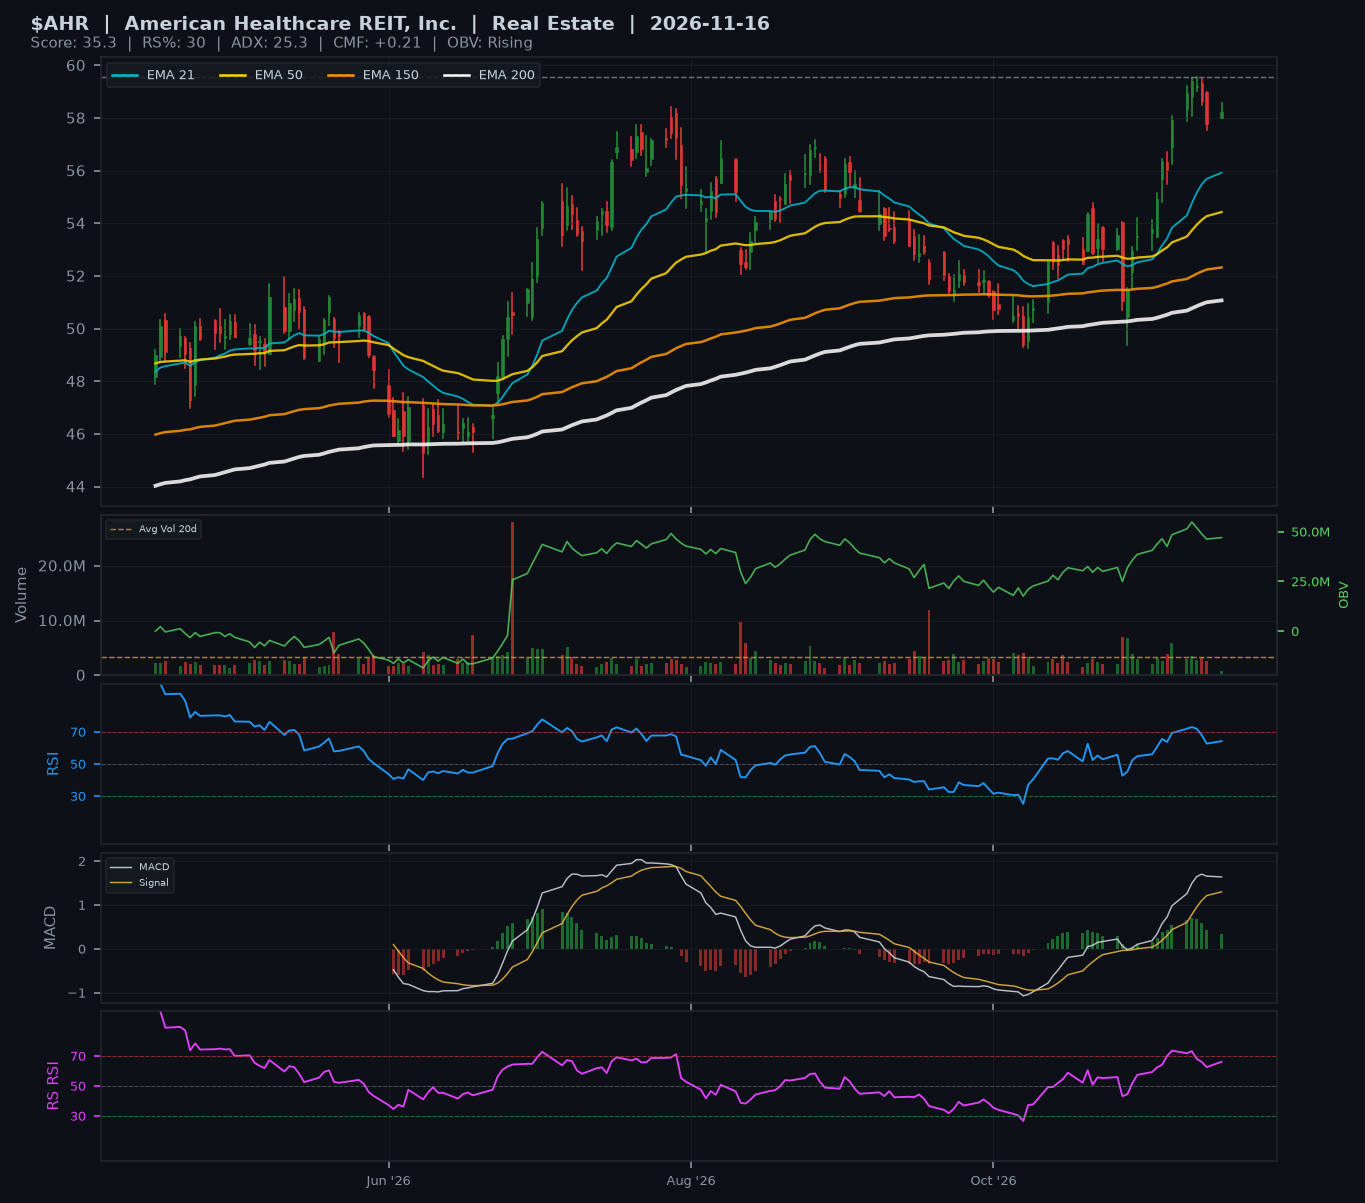 $AHR | American Healthcare REIT, Inc. | Real Estate | 2026-11-16
Score: 35.3 | RS%: 30 | ADX: 25.3 | CMF: +0.21 | OBV: Rising
EMA 21 EMA 50 EMA 150 EMA 200
60
58
56
54
52
50
48
46
44
Avg Vol 20d
Volume
20.0M
10.0M
0
50.0M
25.0M
0
OBV
RSI
70
50
30
MACD
Signal
MACD
2
1
0
−1
RS RSI
70
50
30
Jun '26 Aug '26 Oct '26